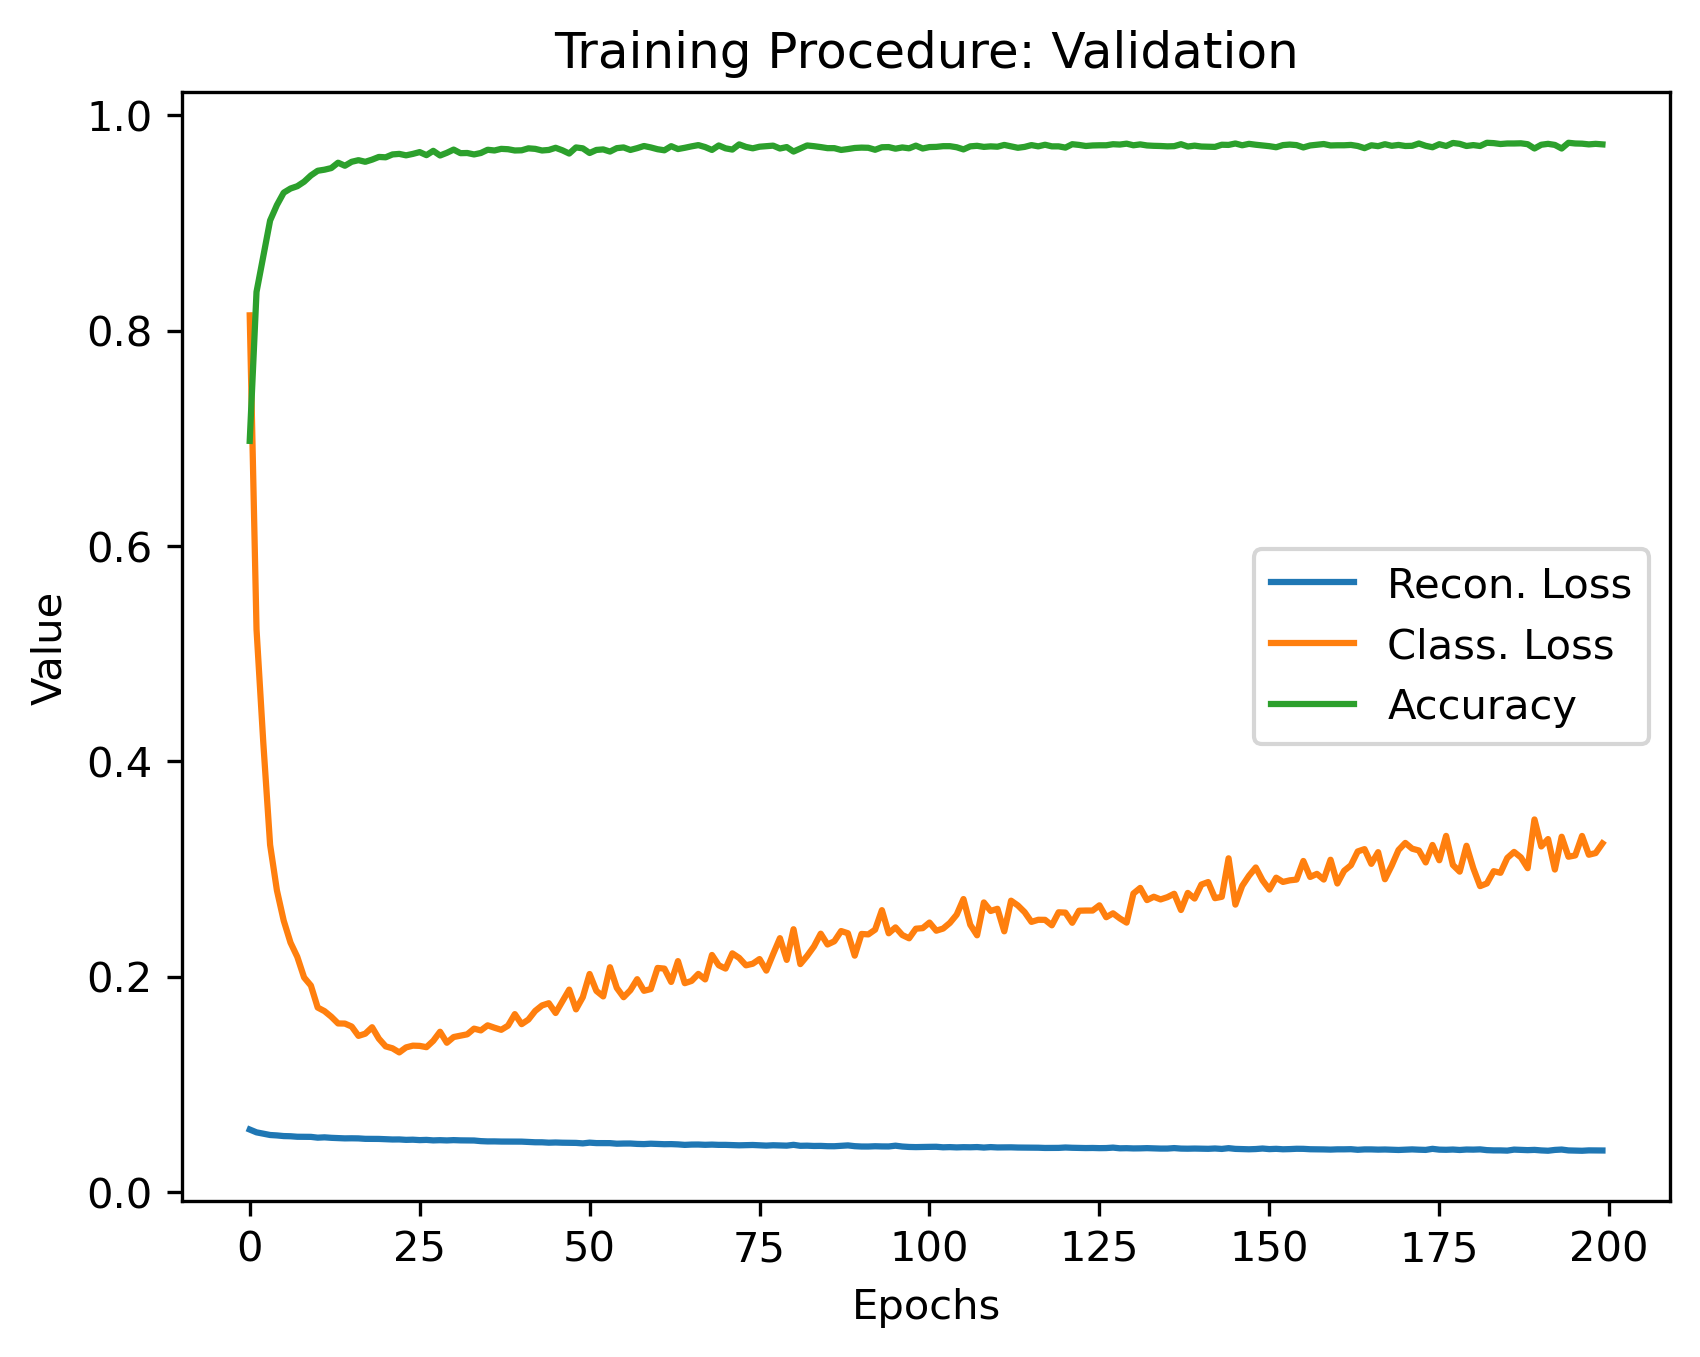 Training Procedure: Validation
1.0
0.8
0.6
0.4
0.2
0.0
Value
Recon. Loss
Class. Loss
Accuracy
0 25 50 75 100 125 150 175 200
Epochs